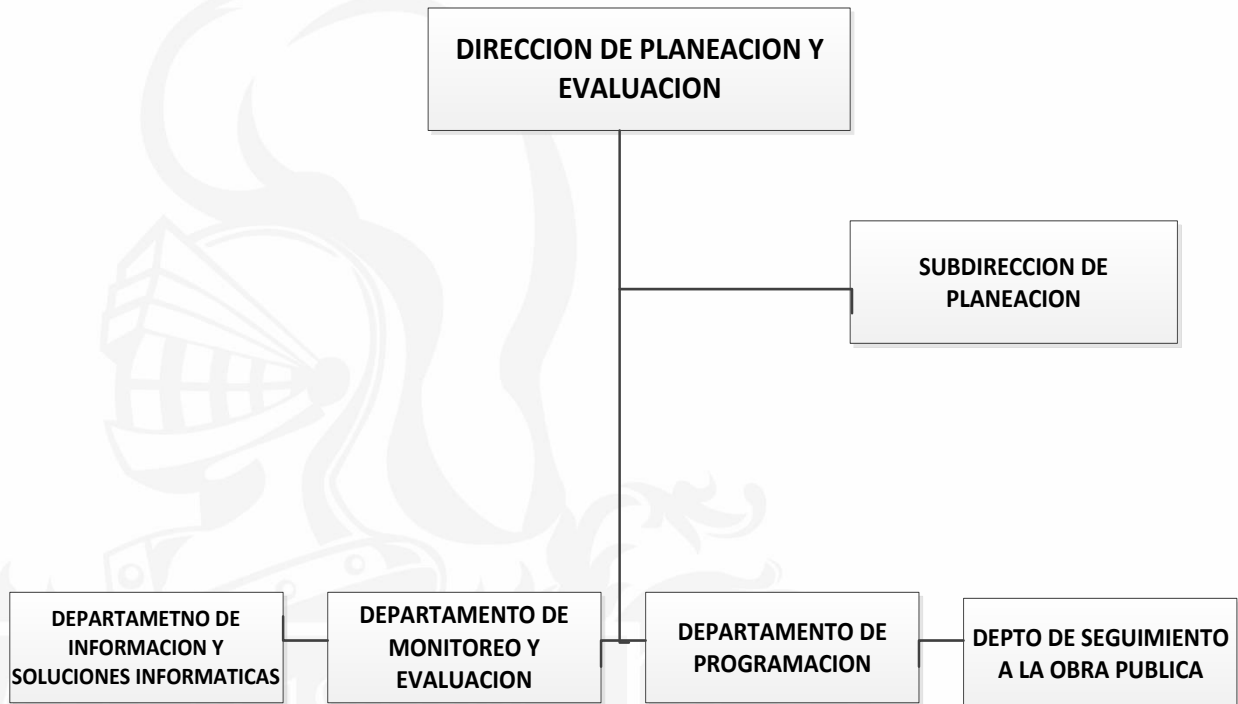 DIRECCION DE PLANEACION Y
EVALUACION
SUBDIRECCION DE
PLANEACION
DEPARTAMETNO DE
INFORMACION Y
SOLUCIONES INFORMATICAS
DEPARTAMENTO DE
MONITOREO Y
EVALUACION
DEPARTAMENTO DE
PROGRAMACION
DEPTO DE SEGUIMIENTO
A LA OBRA PUBLICA